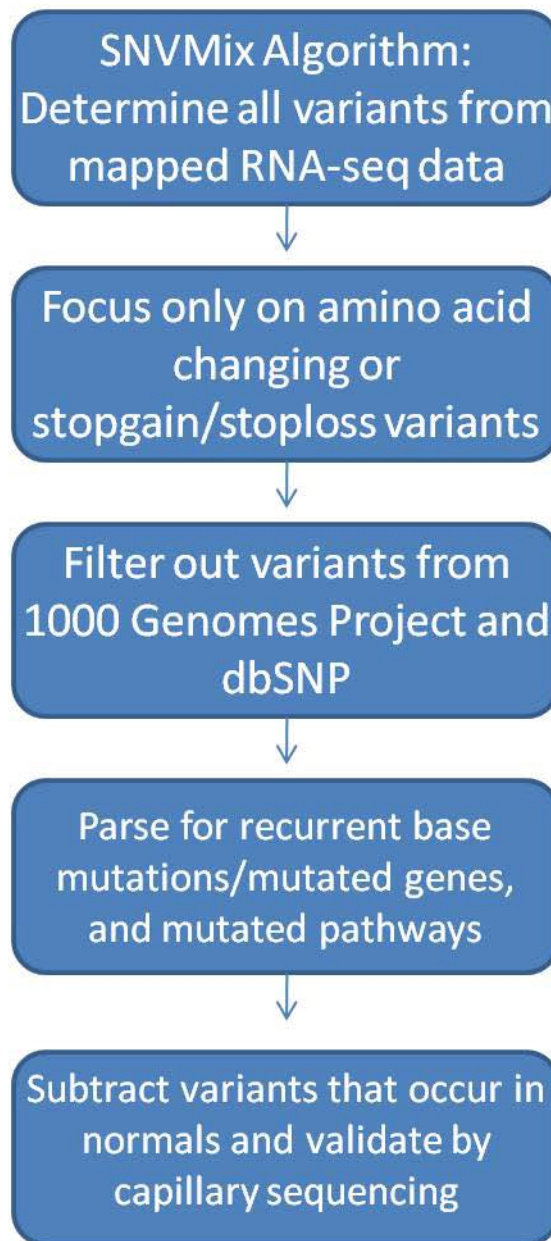 SNVMix Algorithm:
Determine all variants from
mapped RNA-seq data
Focus only on amino acid
changing or
stopgain/stoploss variants
Filter out variants from
1000 Genomes Project and
dbSNP
Parse for recurrent base
mutations/mutated genes,
and mutated pathways
Subtract variants that occur in
normals and validate by
capillary sequencing